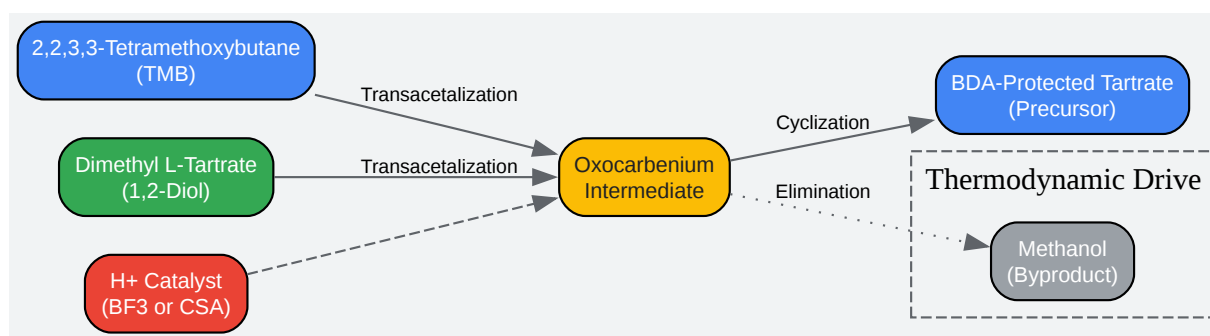 2,2,3,3-Tetramethoxybutane
(TMB)
Transacetalization
Dimethyl L-Tartrate
(1,2-Diol)
Transacetalization
H+ Catalyst
(BF3 or CSA)
Oxocarbenium
Intermediate
Cyclization
Elimination
BDA-Protected Tartrate
(Precursor)
Thermodynamic Drive
Methanol
(Byproduct)